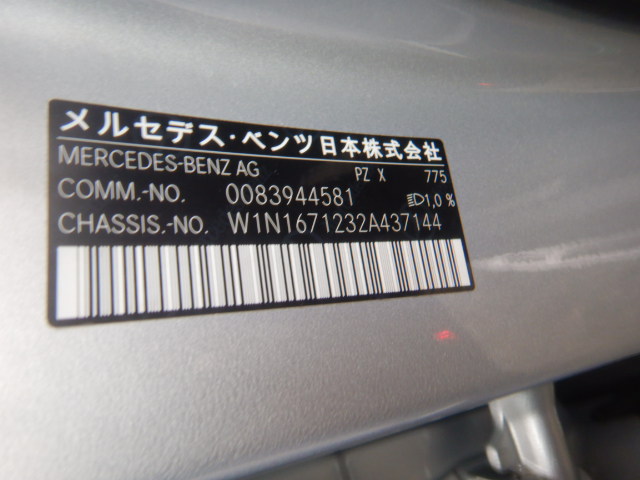 メルセデス・ベンツ日本株式会社
MERCEDES-BENZ AG PZ X 775
COMM.-NO. 0083944581 1,0 %
CHASSIS.-NO. W1N1671232A437144